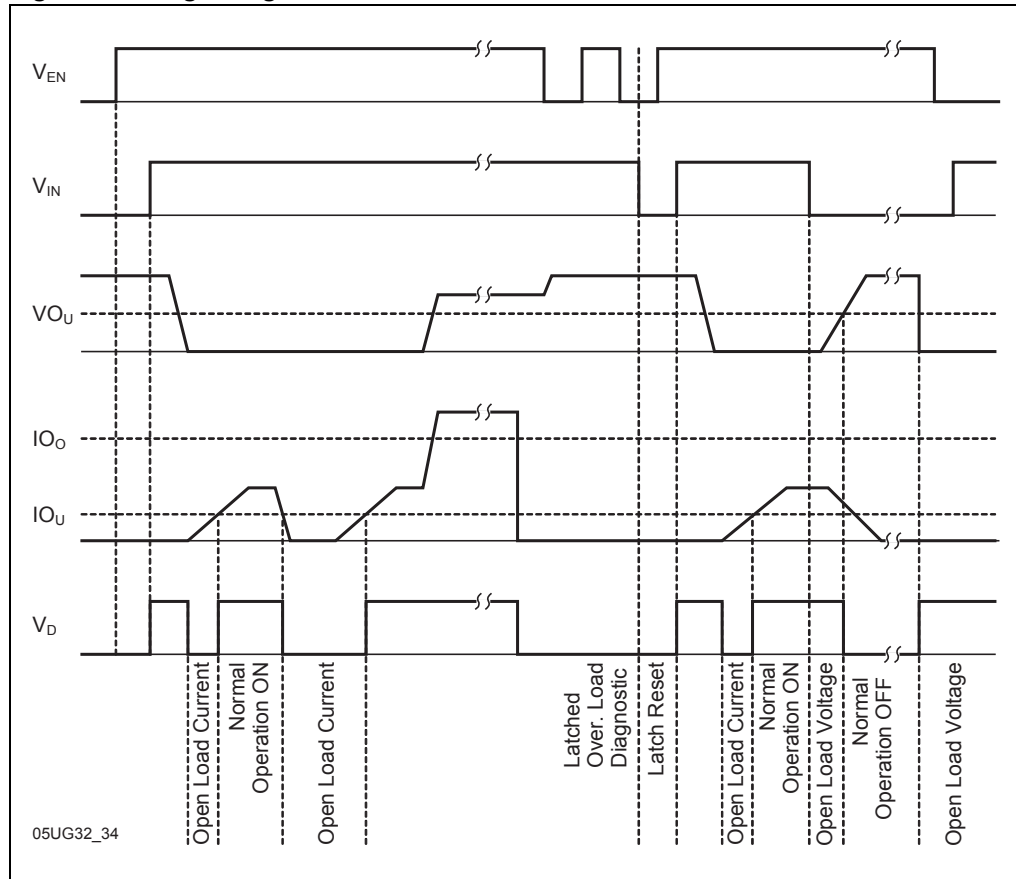 V_EN
V_IN
VO_U
IO_O
IO_U
V_D
Open Load Current
Normal
Operation ON
Open Load Current
Latched
Over. Load
Diagnostic
Latch Reset
Open Load Current
Normal
Operation ON
Open Load Voltage
Normal
Operation OFF
Open Load Voltage
05UG32_34